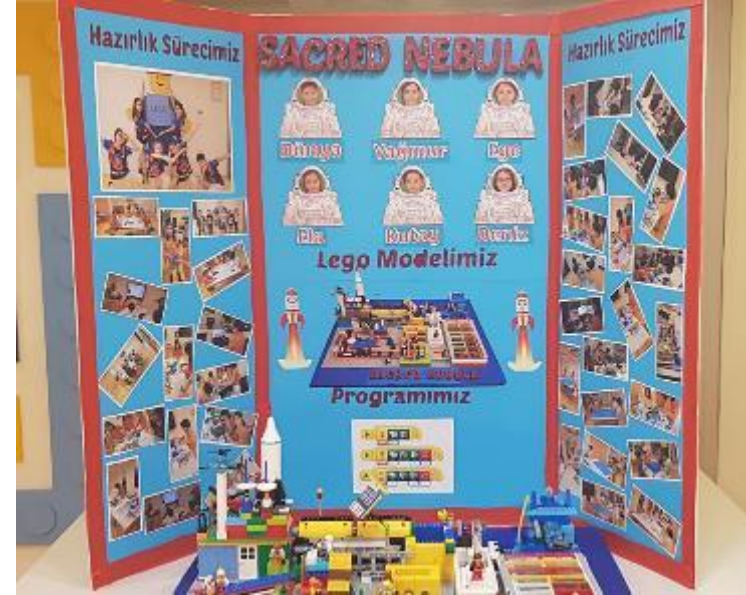 Hazırlık Sürecimiz
SACRED NEBULA
Hazırlık Sürecimiz
Dünya
Yağmur
Ege
Ela
Kutay
Deniz
Lego Modelimiz
Programımız